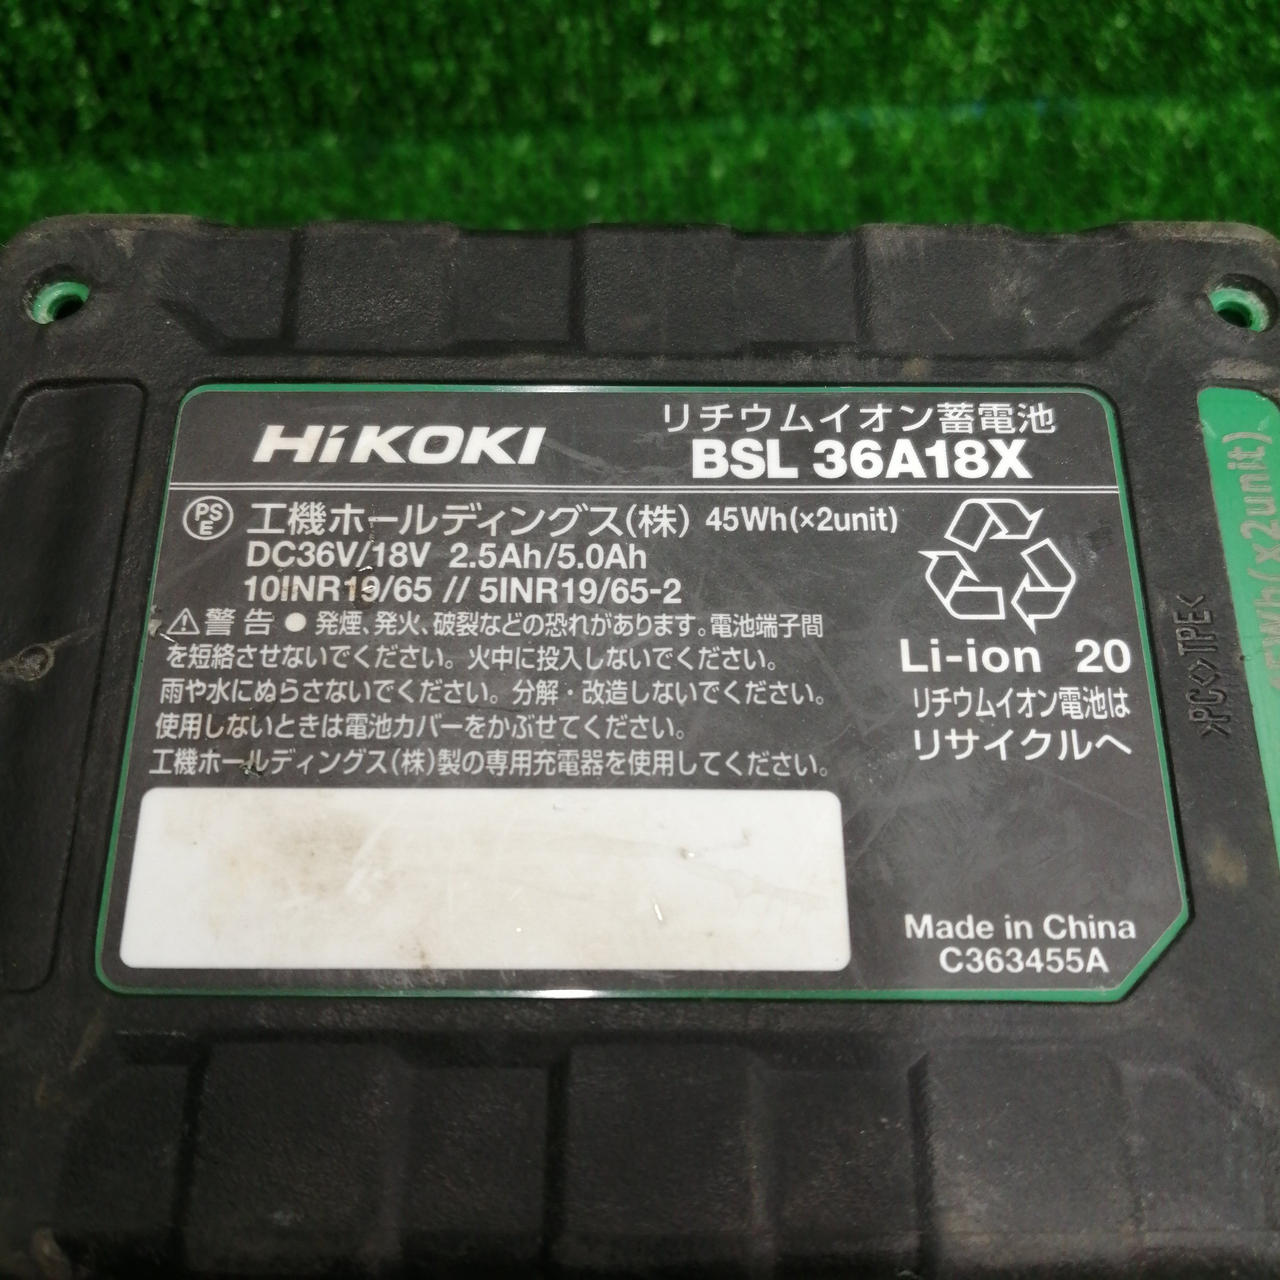 リチウムイオン蓄電池
HiKOKI
BSL 36A18X
PS E
工機ホールディングス(株) 45Wh(×2unit)
DC36V/18V 2.5Ah/5.0Ah
10INR19/65 // 5INR19/65-2
⚠警告 ● 発煙、発火、破裂などの恐れがあります。電池端子間
を短絡させないでください。火中に投入しないでください。
雨や水にぬらさないでください。分解・改造しないでください。
使用しないときは電池カバーをかぶせてください。
工機ホールディングス(株)製の専用充電器を使用してください。
Li-ion 20
リチウムイオン電池は
リサイクルへ
Made in China
C363455A
>PC<>TPE<
45Wh(×2unit)